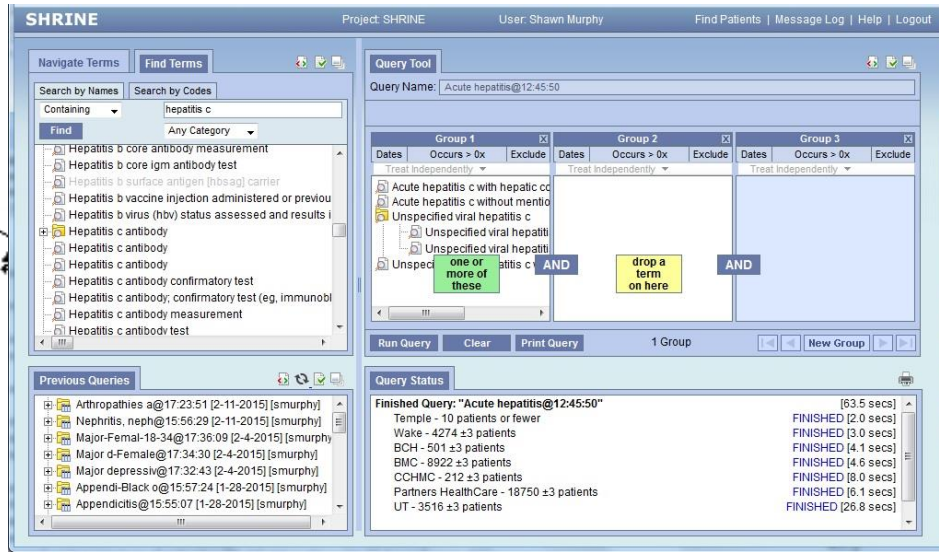 SHRINE Project: SHRINE User: Shawn Murphy Find Patients | Message Log | Help | Logout
Navigate Terms Find Terms
Search by Names Search by Codes
Containing hepatitis c
Find Any Category
Hepatitis b core antibody measurement
Hepatitis b core igm antibody test
Hepatitis b surface antigen [hbsag] carrier
Hepatitis b vaccine injection administered or previou
Hepatitis b virus (hbv) status assessed and results i
Hepatitis c antibody
Hepatitis c antibody
Hepatitis c antibody
Hepatitis c antibody confirmatory test
Hepatitis c antibody; confirmatory test (eg, immunobl
Hepatitis c antibody measurement
Hepatitis c antibody test
Previous Queries
Arthropathies a@17:23:51 [2-11-2015] [smurphy]
Nephritis, neph@15:56:29 [2-11-2015] [smurphy]
Major-Femal-18-34@17:36:09 [2-4-2015] [smurphy
Major d-Female@17:34:30 [2-4-2015] [smurphy]
Major depressiv@17:32:43 [2-4-2015] [smurphy]
Appendi-Black o@15:57:24 [1-28-2015] [smurphy]
Appendicitis@15:55:07 [1-28-2015] [smurphy]
Query Tool
Query Name: Acute hepatitis@12:45:50
Group 1 Group 2 Group 3
Dates Occurs > 0x Exclude Dates Occurs > 0x Exclude Dates Occurs > 0x Exclude
Treat Independently Treat Independently Treat Independently
Acute hepatitis c with hepatic co
Acute hepatitis c without mentio
Unspecified viral hepatitis c
Unspecified viral hepatiti
Unspecified viral hepatiti
Unspeci atitis c
one or
more of
these
AND
drop a
term
on here
AND
Run Query Clear Print Query 1 Group New Group
Query Status
Finished Query: "Acute hepatitis@12:45:50" [63.5 secs]
Temple - 10 patients or fewer FINISHED [2.0 secs]
Wake - 4274 ±3 patients FINISHED [3.0 secs]
BCH - 501 ±3 patients FINISHED [4.1 secs]
BMC - 8922 ±3 patients FINISHED [4.6 secs]
CCHMC - 212 ±3 patients FINISHED [8.0 secs]
Partners HealthCare - 18750 ±3 patients FINISHED [6.1 secs]
UT - 3516 ±3 patients FINISHED [26.8 secs]